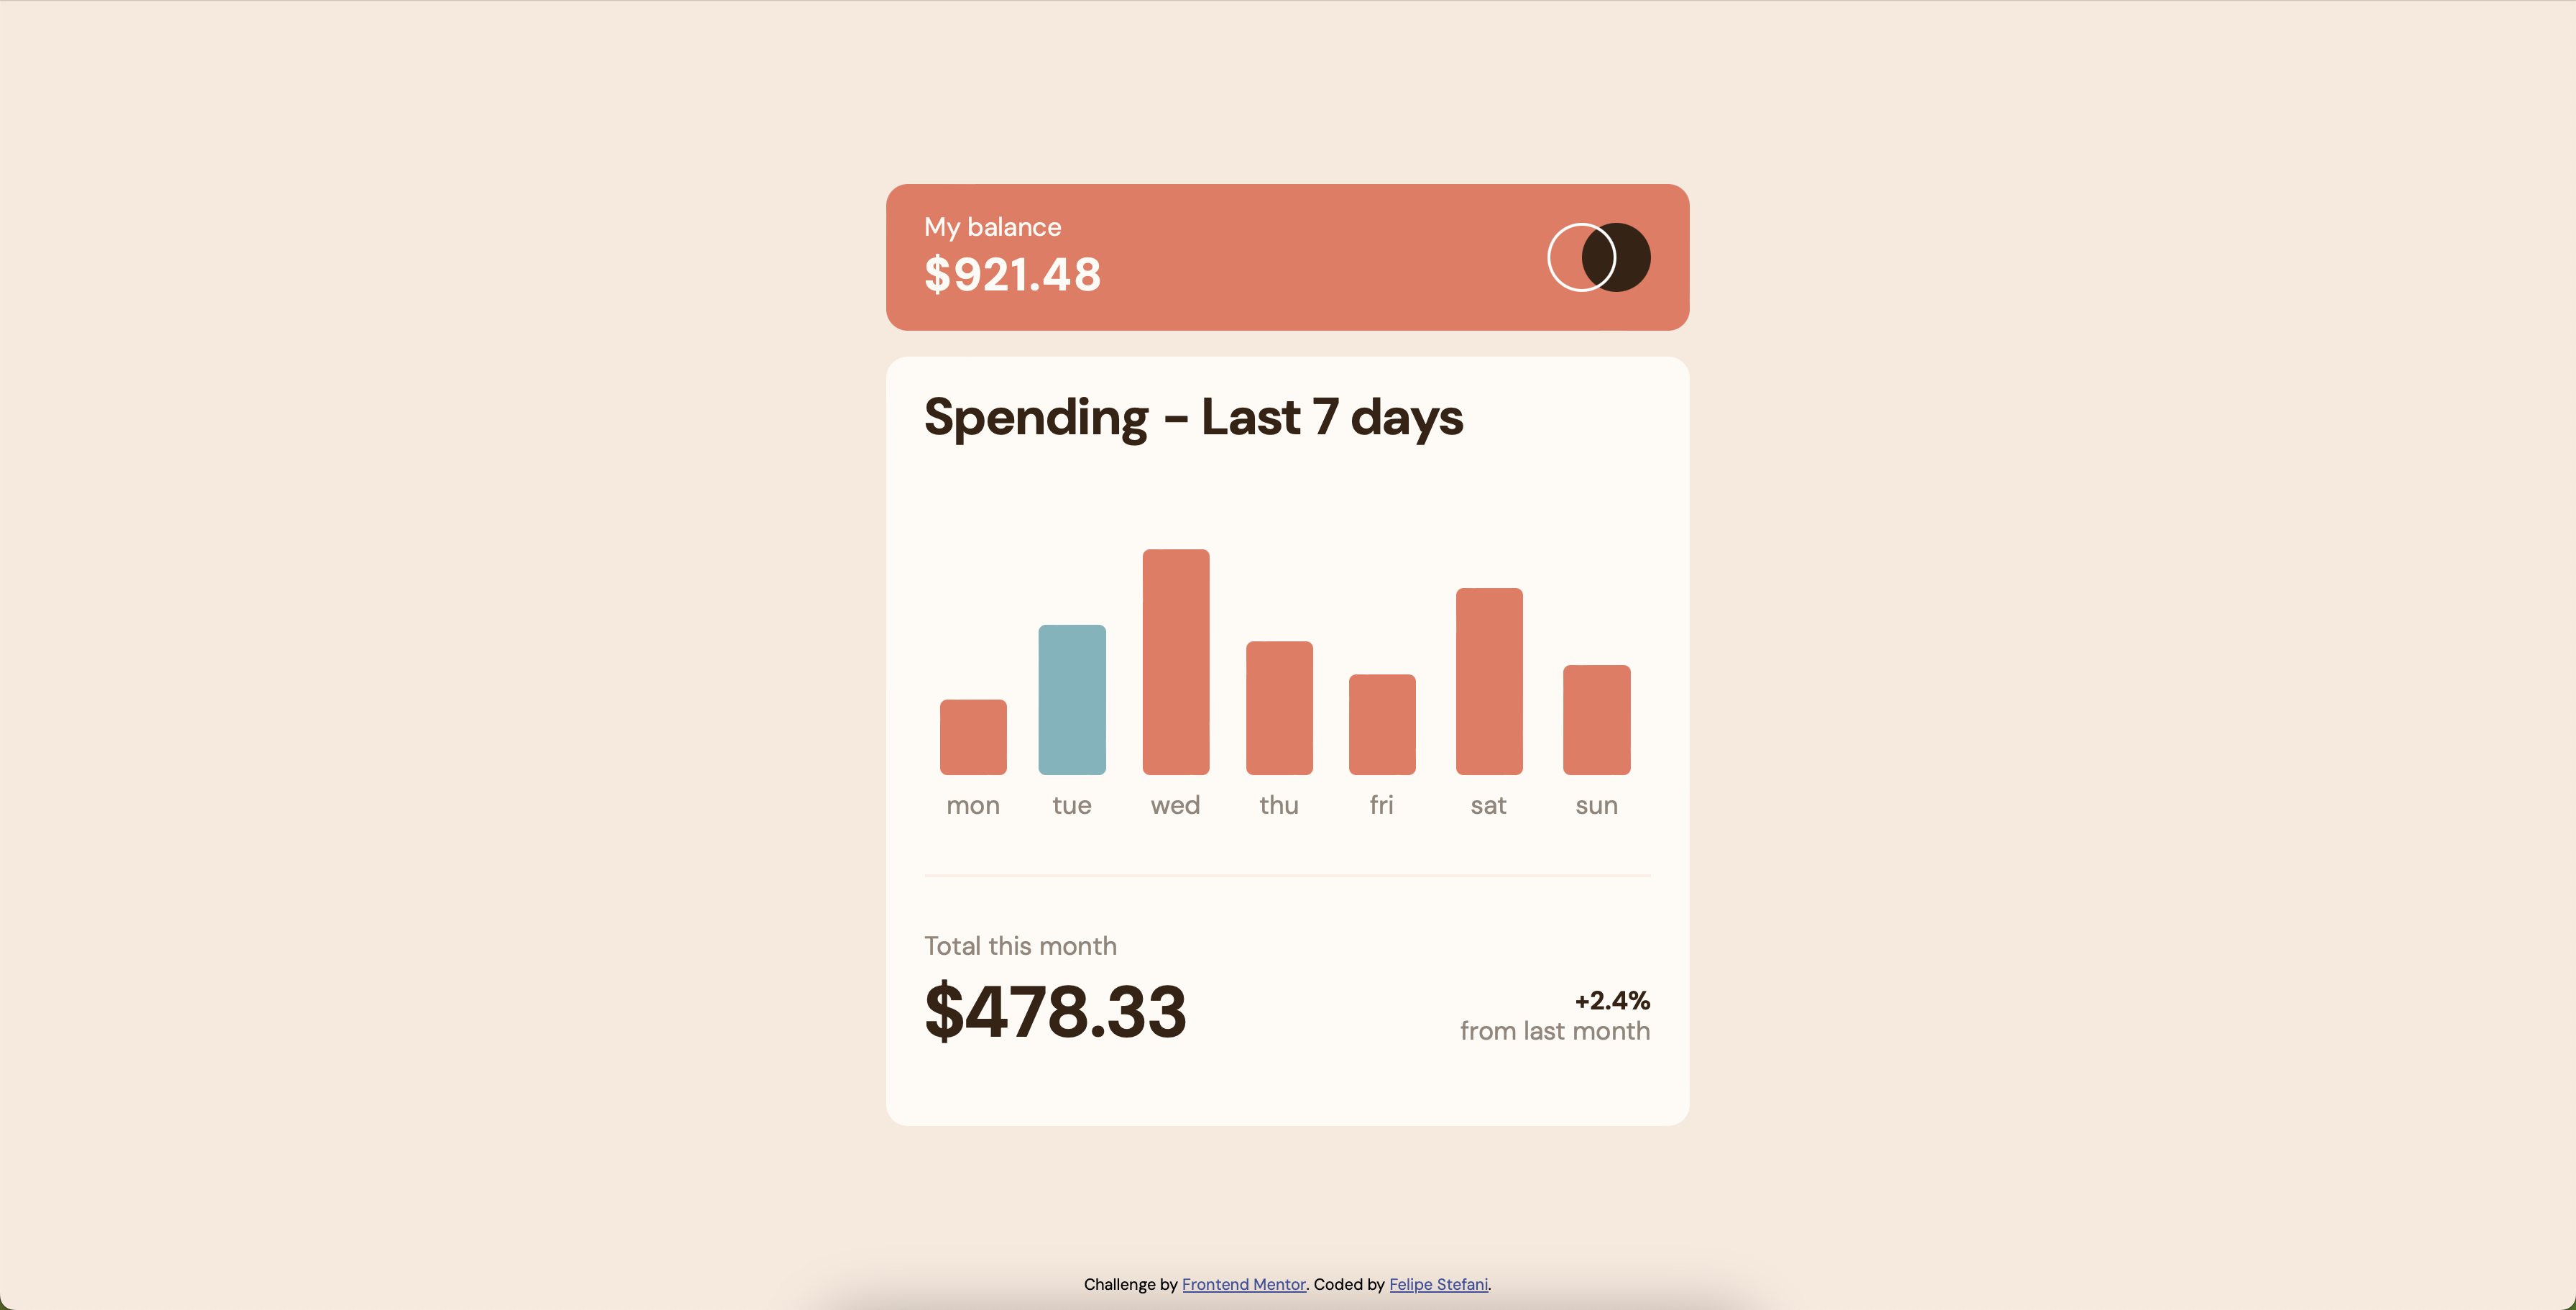 My balance
$921.48
Spending - Last 7 days
mon tue wed thu fri sat sun
Total this month
$478.33
+2.4%
from last month
Challenge by Frontend Mentor. Coded by Felipe Stefani.